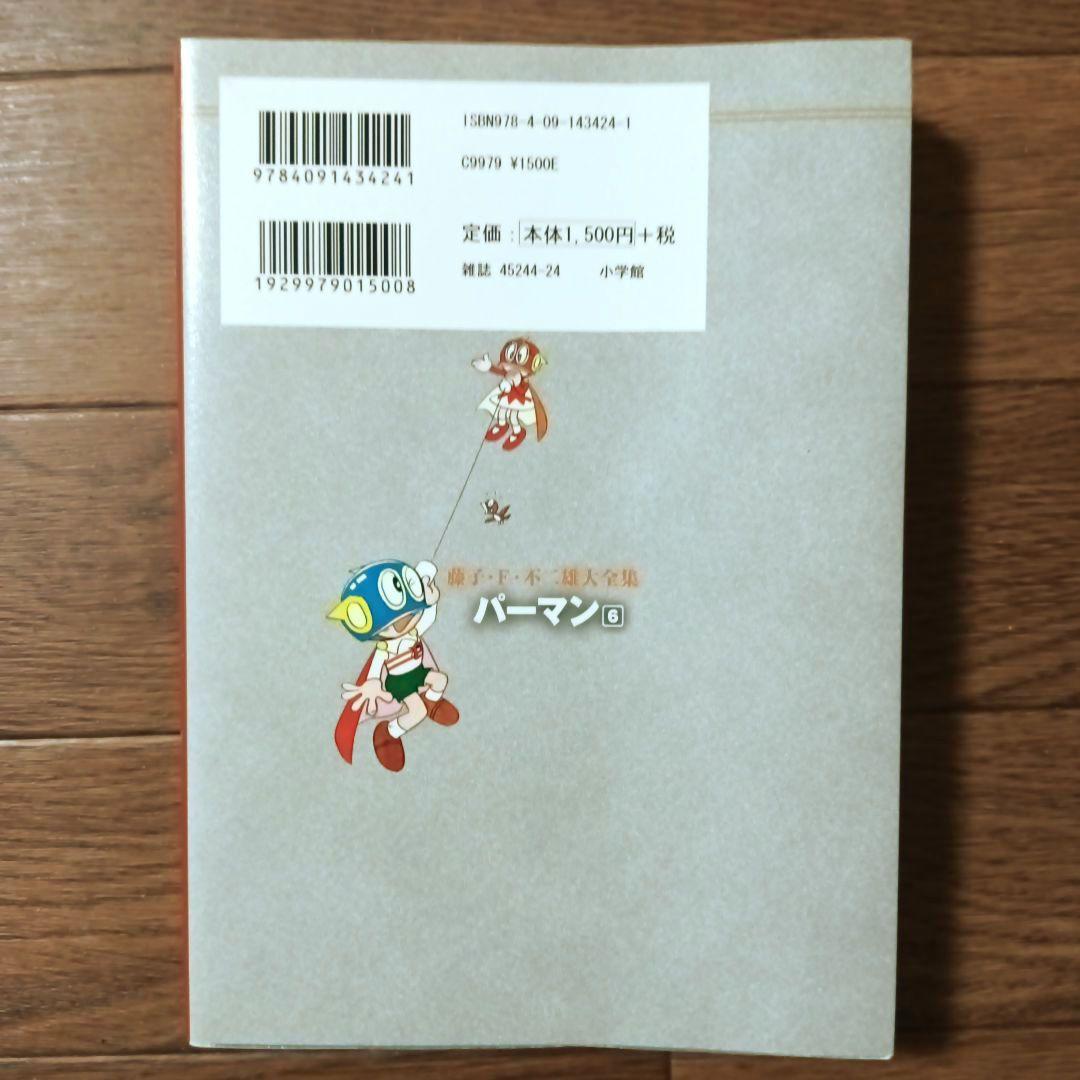 ISBN978-4-09-143424-1
9784091434241
C9979 ¥1500E
1929979015008
定価：本体1,500円+税
雑誌 45244-24 小学館
藤子・F・不二雄大全集
パーマン 6